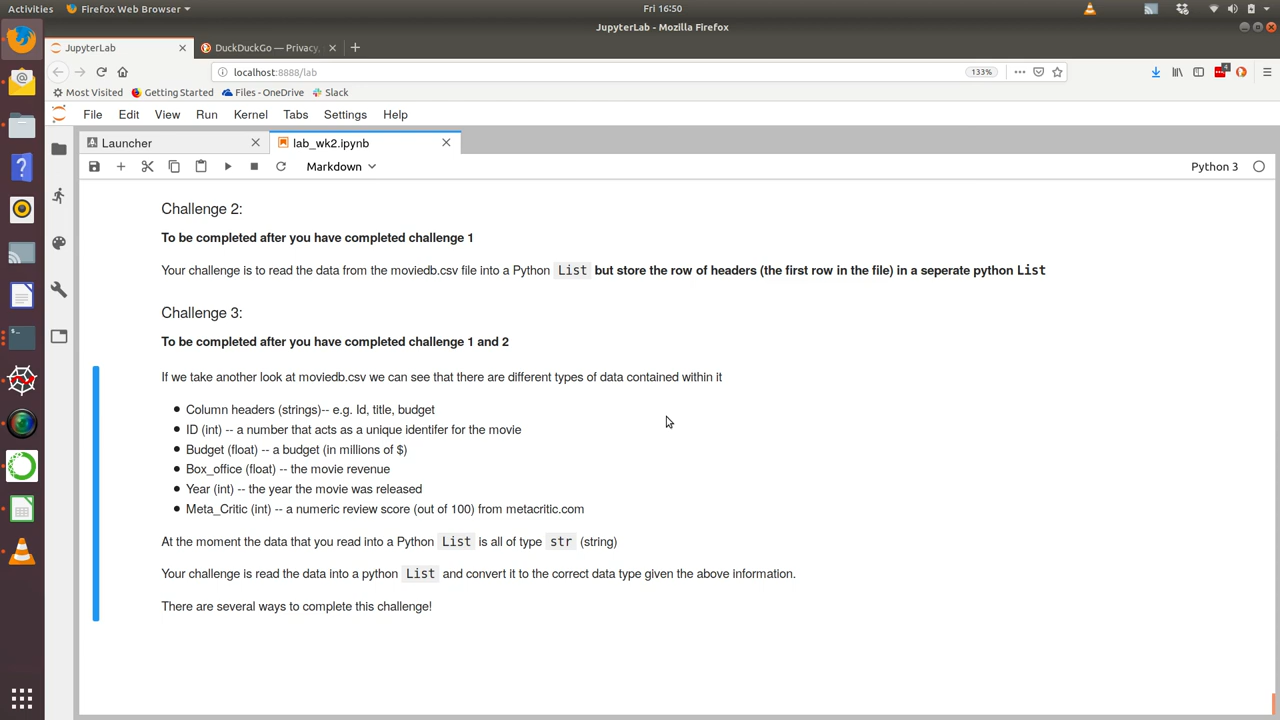 Activities
Firefox Web Browser
Fri 16:50
JupyterLab - Mozilla Firefox
JupyterLab
DuckDuckGo — Privacy,
localhost:8888/lab
133%
4
Most Visited
Getting Started
Files - OneDrive
Slack
File Edit View Run Kernel Tabs Settings Help
Launcher
lab_wk2.ipynb
Markdown
Python 3
Challenge 2:
To be completed after you have completed challenge 1
Your challenge is to read the data from the moviedb.csv file into a Python List but store the row of headers (the first row in the file) in a seperate python List
Challenge 3:
To be completed after you have completed challenge 1 and 2
If we take another look at moviedb.csv we can see that there are different types of data contained within it
• Column headers (strings)-- e.g. Id, title, budget
• ID (int) -- a number that acts as a unique identifer for the movie
• Budget (float) -- a budget (in millions of $)
• Box_office (float) -- the movie revenue
• Year (int) -- the year the movie was released
• Meta_Critic (int) -- a numeric review score (out of 100) from metacritic.com
At the moment the data that you read into a Python List is all of type str (string)
Your challenge is read the data into a python List and convert it to the correct data type given the above information.
There are several ways to complete this challenge!